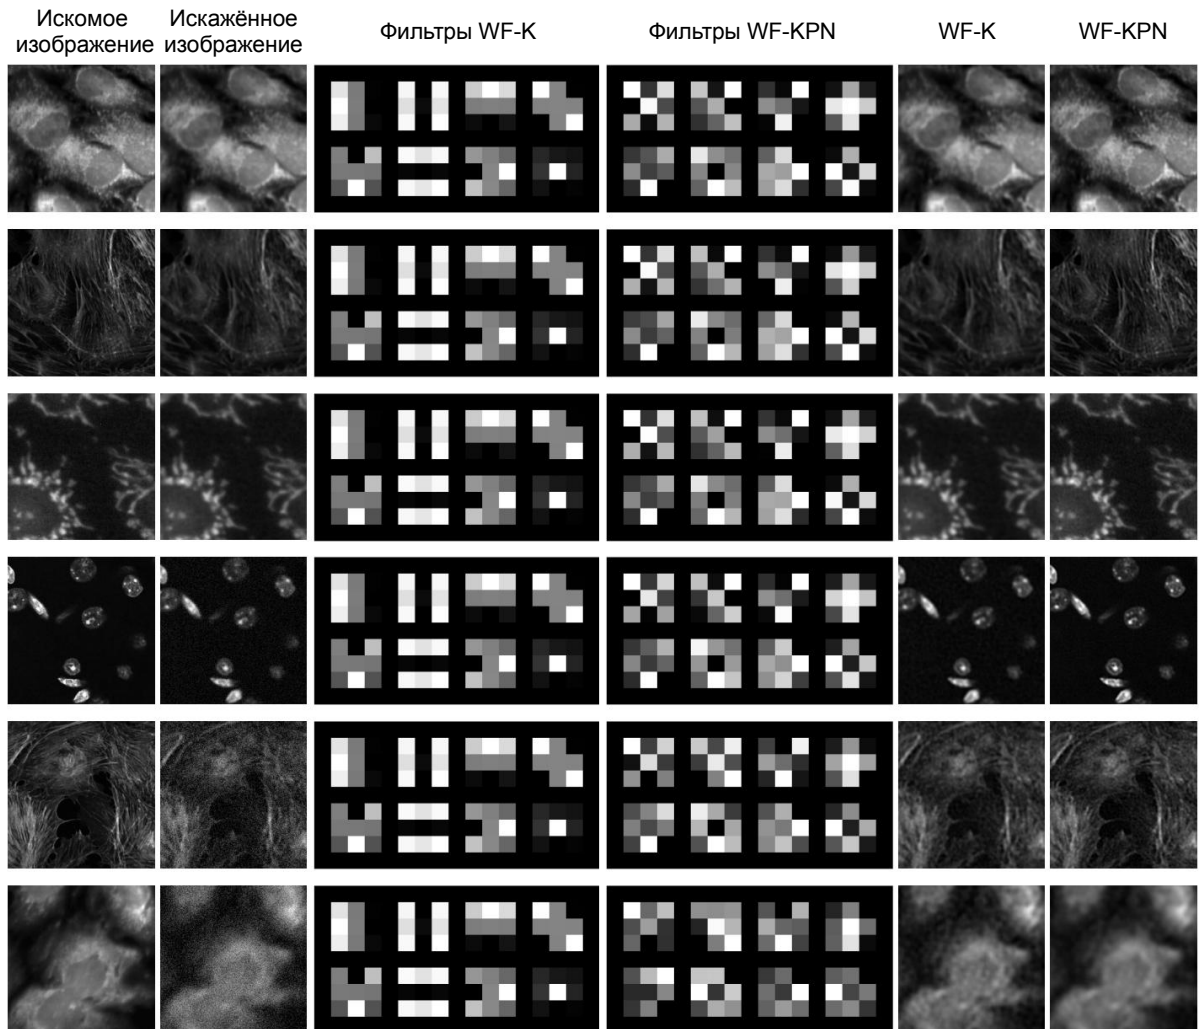 Искомое изображение
Искажённое изображение
Фильтры WF-K
Фильтры WF-KPN
WF-K
WF-KPN